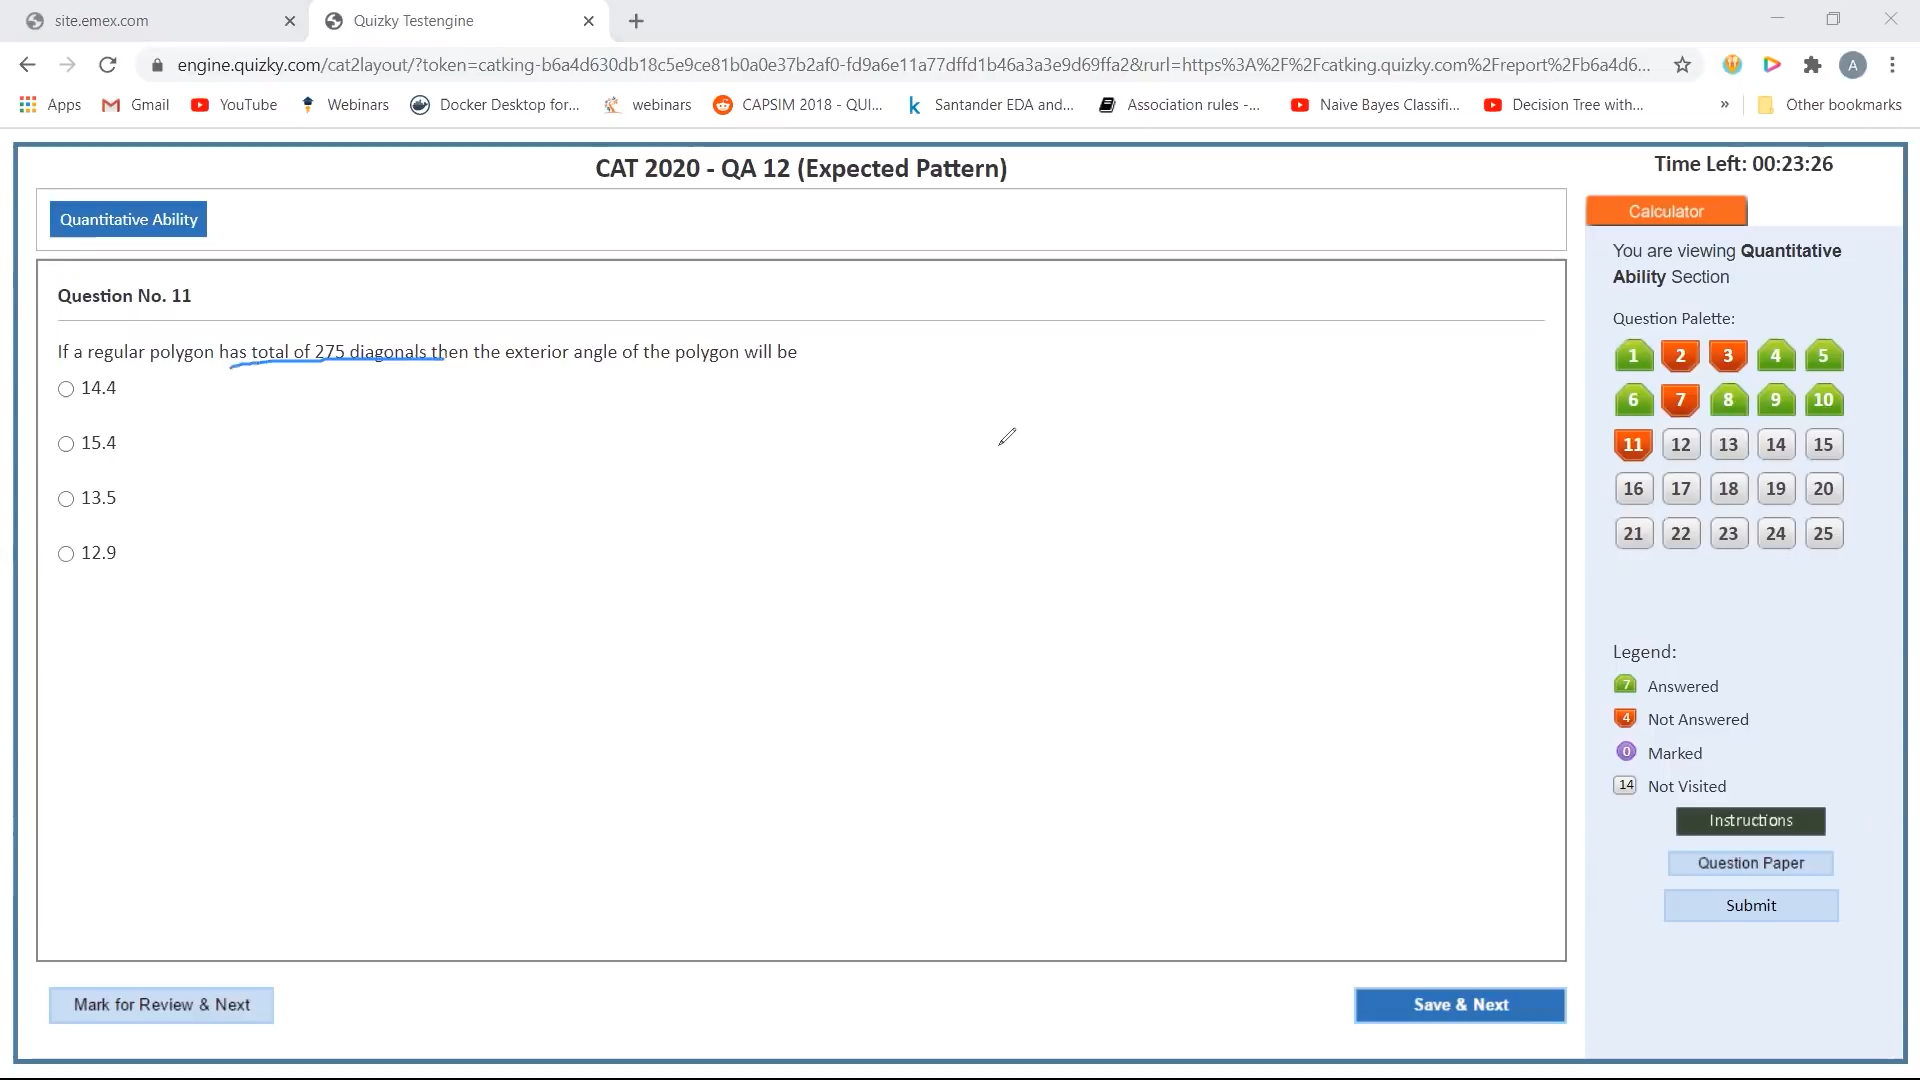 site.emex.com
Quizky Testengine
engine.quizky.com/cat2layout/?token=catking-b6a4d630db18c5e9ce81b0a0e37b2af0-fd9a6e11a77dffd1b46a3a3e9d69ffa2&rurl=https%3A%2F%2Fcatking.quizky.com%2Freport%2Fb6a4d6... A
Apps Gmail YouTube Webinars Docker Desktop for... webinars CAPSIM 2018 - QUI... Santander EDA and... Association rules -... Naive Bayes Classifi... Decision Tree with... » Other bookmarks
CAT 2020 - QA 12 (Expected Pattern)
Time Left: 00:23:26
Quantitative Ability
Question No. 11
If a regular polygon has total of 275 diagonals then the exterior angle of the polygon will be
14.4
15.4
13.5
12.9
Mark for Review & Next
Save & Next
Calculator
You are viewing Quantitative
Ability Section
Question Palette:
1 2 3 4 5
6 7 8 9 10
11 12 13 14 15
16 17 18 19 20
21 22 23 24 25
Legend:
7 Answered
4 Not Answered
0 Marked
14 Not Visited
Instructions
Question Paper
Submit